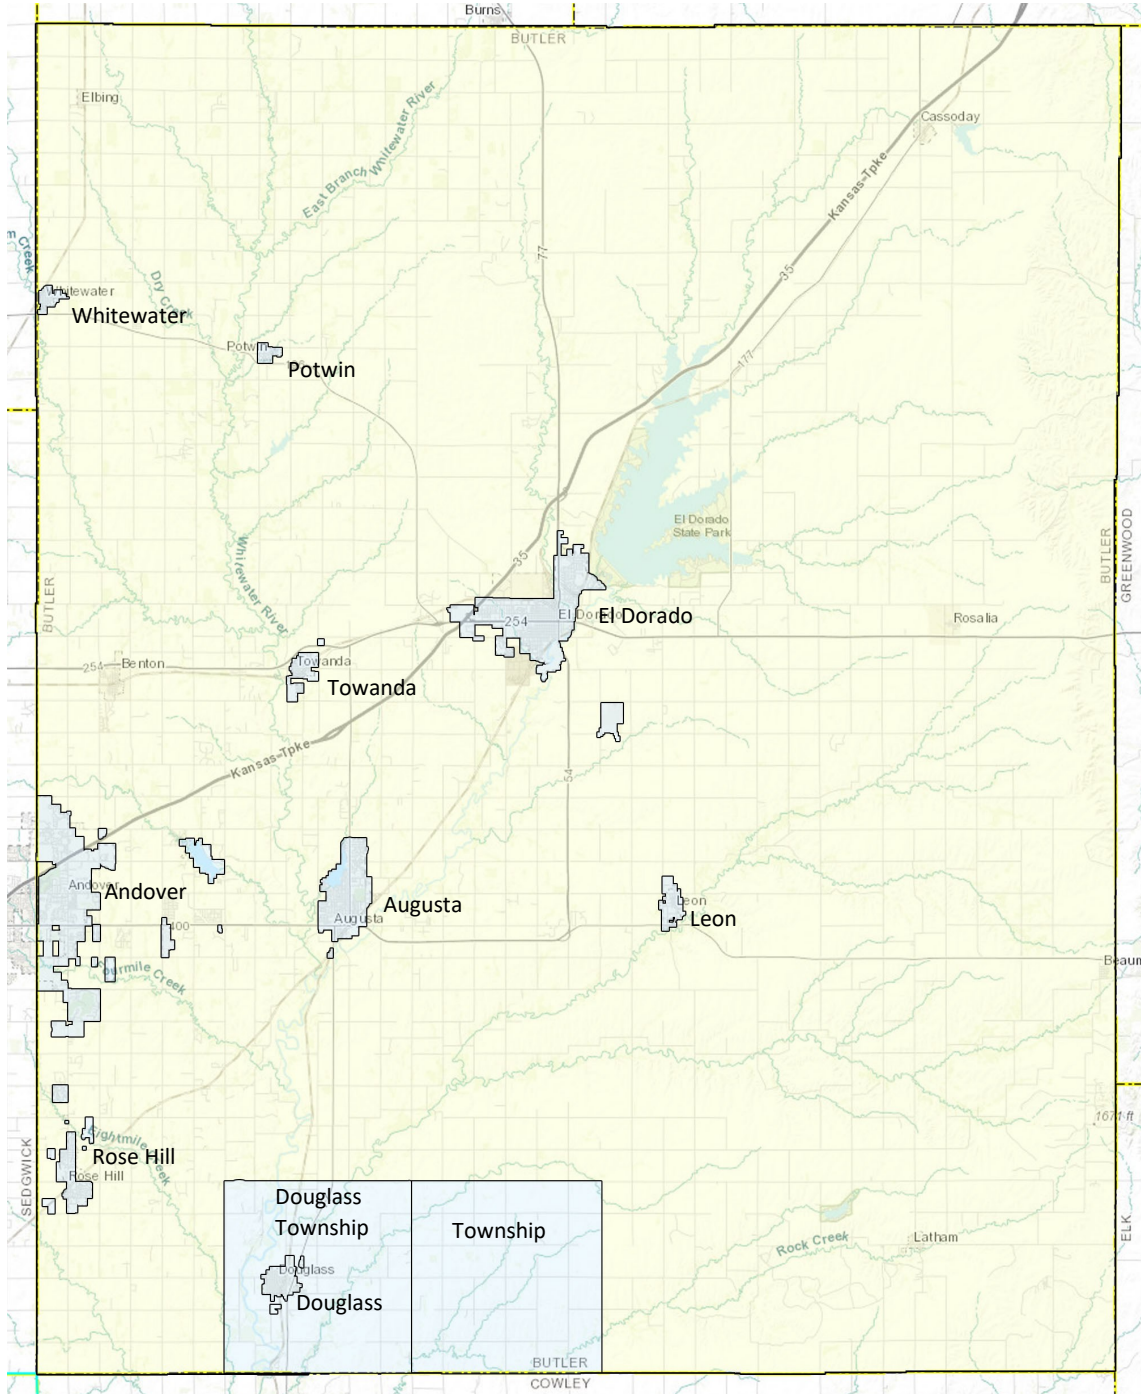 Burns
BUTLER
Elbing
East Branch Whitewater River
Cassoday
Kansas Tpke
77
Creek
Dry Creek
35
Whitewater
Whitewater
Potwin
Potwin
177
El Dorado
State Park
BUTLER
GREENWOOD
35
Whitewater River
BUTLER
El Dorado
El Dorado
254
Rosalia
254
Benton
Towanda
Towanda
Kansas Tpke
54
Andover
Andover
Augusta
Augusta
Leon
Leon
400
Fourmile Creek
Beaum
1671 ft
Eightmile Creek
Rose Hill
Rose Hill
SEDGWICK
Douglass
Township
Township
Rock Creek
Latham
ELK
Douglass
Douglass
BUTLER
COWLEY